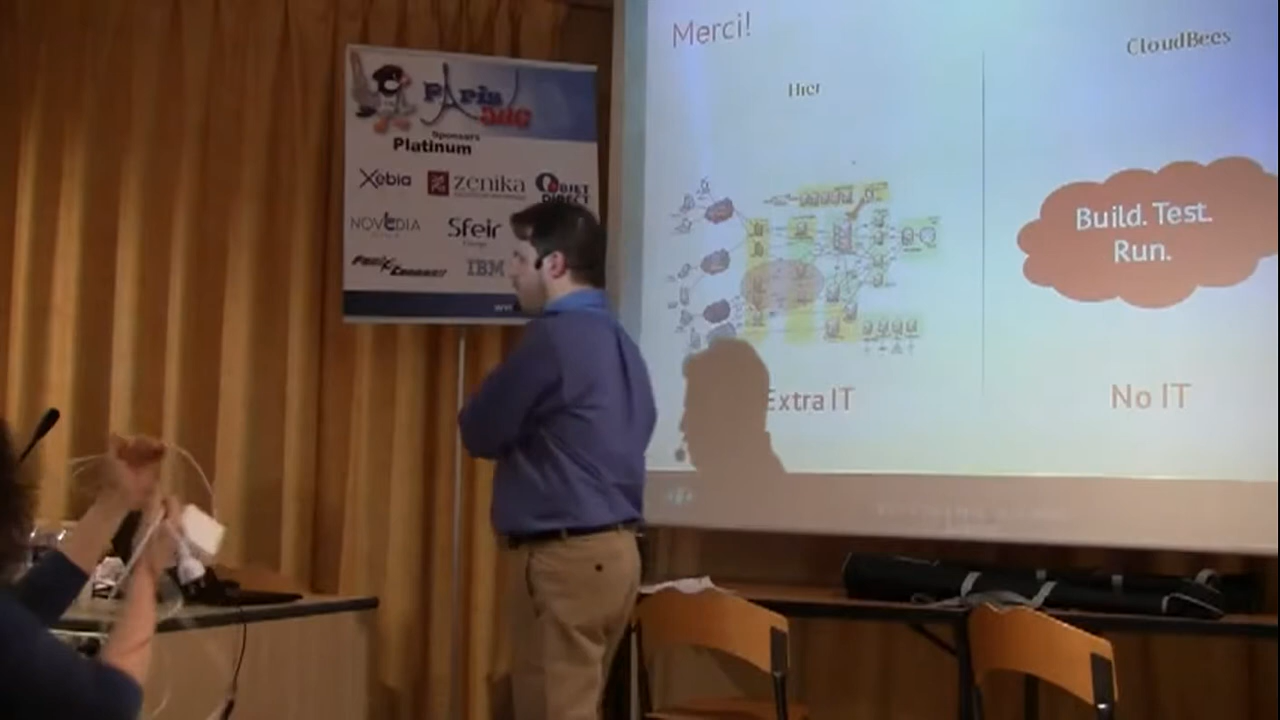 Paris
JUG
Sponsors
Platinum
Xebia
zenika
OBJET
DIRECT
NOVEDIA
Sfeir
IBM
Merci!
Hier
CloudBees
Build. Test.
Run.
Extra IT
No IT